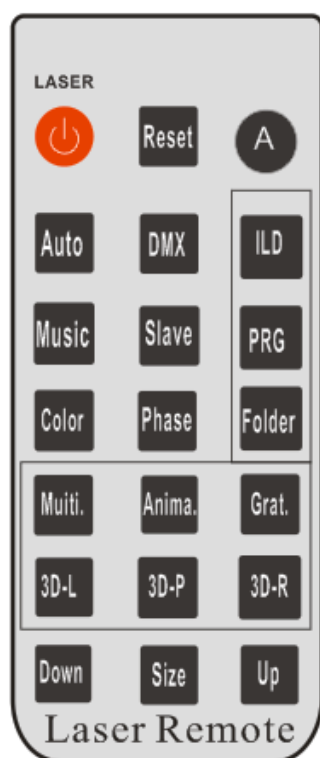 LASER
Reset A
Auto DMX ILD
Music Slave PRG
Color Phase Folder
Muiti. Anima. Grat.
3D-L 3D-P 3D-R
Down Size Up
Laser Remote